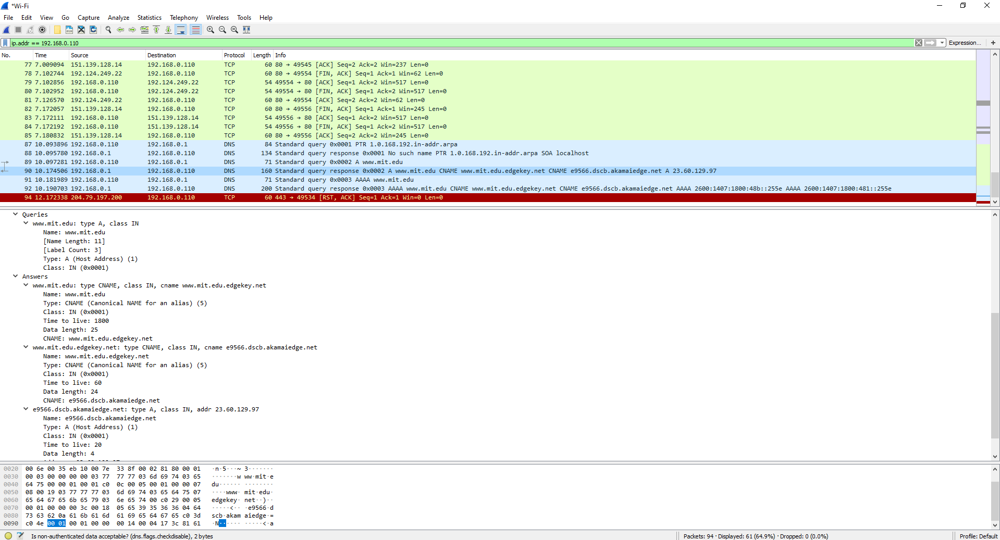 *Wi-Fi
File Edit View Go Capture Analyze Statistics Telephony Wireless Tools Help
ip.addr == 192.168.0.110 Expression... +
No. Time Source Destination Protocol Length Info
77 7.009094 151.139.128.14 192.168.0.110 TCP 60 80 → 49545 [ACK] Seq=2 Ack=2 Win=237 Len=0
78 7.102744 192.124.249.22 192.168.0.110 TCP 60 80 → 49554 [FIN, ACK] Seq=1 Ack=1 Win=62 Len=0
79 7.102856 192.168.0.110 192.124.249.22 TCP 54 49554 → 80 [ACK] Seq=1 Ack=2 Win=517 Len=0
80 7.102952 192.168.0.110 192.124.249.22 TCP 54 49554 → 80 [FIN, ACK] Seq=1 Ack=2 Win=517 Len=0
81 7.126570 192.124.249.22 192.168.0.110 TCP 60 80 → 49554 [ACK] Seq=2 Ack=2 Win=62 Len=0
82 7.172057 151.139.128.14 192.168.0.110 TCP 60 80 → 49556 [FIN, ACK] Seq=1 Ack=1 Win=245 Len=0
83 7.172111 192.168.0.110 151.139.128.14 TCP 54 49556 → 80 [ACK] Seq=1 Ack=2 Win=517 Len=0
84 7.172192 192.168.0.110 151.139.128.14 TCP 54 49556 → 80 [FIN, ACK] Seq=1 Ack=2 Win=517 Len=0
85 7.180832 151.139.128.14 192.168.0.110 TCP 60 80 → 49556 [ACK] Seq=2 Ack=2 Win=245 Len=0
87 10.093896 192.168.0.110 192.168.0.1 DNS 84 Standard query 0x0001 PTR 1.0.168.192.in-addr.arpa
88 10.095780 192.168.0.1 192.168.0.110 DNS 134 Standard query response 0x0001 No such name PTR 1.0.168.192.in-addr.arpa SOA localhost
89 10.097281 192.168.0.110 192.168.0.1 DNS 71 Standard query 0x0002 A www.mit.edu
90 10.174506 192.168.0.1 192.168.0.110 DNS 160 Standard query response 0x0002 A www.mit.edu CNAME www.mit.edu.edgekey.net CNAME e9566.dscb.akamaiedge.net A 23.60.129.97
91 10.181989 192.168.0.110 192.168.0.1 DNS 71 Standard query 0x0003 AAAA www.mit.edu
92 10.190703 192.168.0.1 192.168.0.110 DNS 200 Standard query response 0x0003 AAAA www.mit.edu CNAME www.mit.edu.edgekey.net CNAME e9566.dscb.akamaiedge.net AAAA 2600:1407:1800:48b::255e AAAA 2600:1407:1800:481::255e
94 12.172338 204.79.197.200 192.168.0.110 TCP 60 443 → 49534 [RST, ACK] Seq=1 Ack=1 Win=0 Len=0
Queries
www.mit.edu: type A, class IN
Name: www.mit.edu
[Name Length: 11]
[Label Count: 3]
Type: A (Host Address) (1)
Class: IN (0x0001)
Answers
www.mit.edu: type CNAME, class IN, cname www.mit.edu.edgekey.net
Name: www.mit.edu
Type: CNAME (Canonical NAME for an alias) (5)
Class: IN (0x0001)
Time to live: 1800
Data length: 25
CNAME: www.mit.edu.edgekey.net
www.mit.edu.edgekey.net: type CNAME, class IN, cname e9566.dscb.akamaiedge.net
Name: www.mit.edu.edgekey.net
Type: CNAME (Canonical NAME for an alias) (5)
Class: IN (0x0001)
Time to live: 60
Data length: 24
CNAME: e9566.dscb.akamaiedge.net
e9566.dscb.akamaiedge.net: type A, class IN, addr 23.60.129.97
Name: e9566.dscb.akamaiedge.net
Type: A (Host Address) (1)
Class: IN (0x0001)
Time to live: 20
Data length: 4
0020 00 6e 00 35 eb 10 00 7e 33 8f 00 02 81 80 00 01 ·n·5···~ 3·······
0030 00 03 00 00 00 00 03 77 77 77 03 6d 69 74 03 65 ·······w ww·mit·e
0040 64 75 00 00 01 00 01 c0 0c 00 05 00 01 00 00 07 du······ ········
0050 08 00 19 03 77 77 77 03 6d 69 74 03 65 64 75 07 ····www· mit·edu·
0060 65 64 67 65 6b 65 79 03 6e 65 74 00 c0 29 00 05 edgekey· net··)··
0070 00 01 00 00 00 3c 00 18 05 65 39 35 36 36 04 64 ·····<·· ·e9566·d
0080 73 63 62 0a 61 6b 61 6d 61 69 65 64 67 65 c0 3d scb·akam aiedge·=
0090 c0 4e 00 01 00 01 00 00 00 14 00 04 17 3c 81 61 ·N······ ·····<·a
Is non-authenticated data acceptable? (dns.flags.checkdisable), 2 bytes Packets: 94 · Displayed: 61 (64.9%) · Dropped: 0 (0.0%) Profile: Default